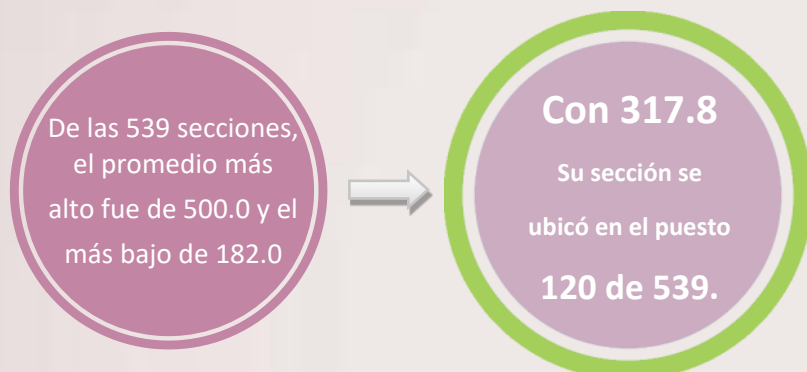 De las 539 secciones,
el promedio más
alto fue de 500.0 y el
más bajo de 182.0
Con 317.8
Su sección se
ubicó en el puesto
120 de 539.